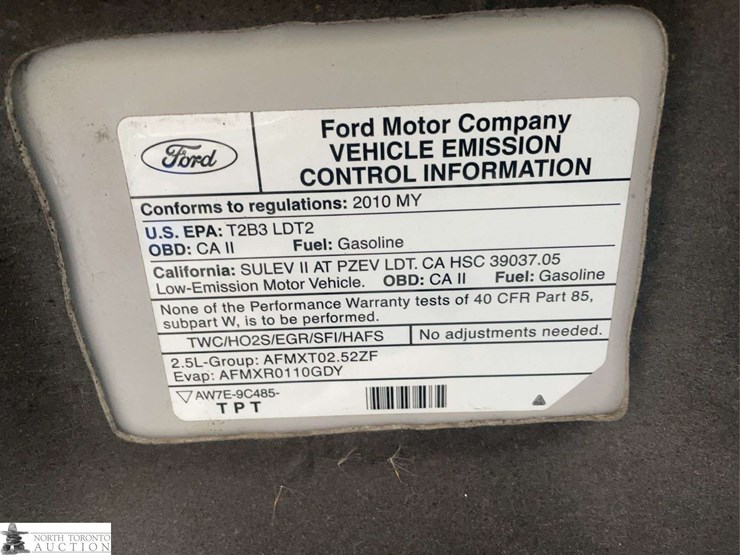 Ford
Ford Motor Company
VEHICLE EMISSION
CONTROL INFORMATION
Conforms to regulations: 2010 MY
U.S. EPA: T2B3 LDT2
OBD: CA II Fuel: Gasoline
California: SULEV II AT PZEV LDT. CA HSC 39037.05
Low-Emission Motor Vehicle. OBD: CA II Fuel: Gasoline
None of the Performance Warranty tests of 40 CFR Part 85,
subpart W, is to be performed.
TWC/HO2S/EGR/SFI/HAFS No adjustments needed.
2.5L-Group: AFMXT02.52ZF
Evap: AFMXR0110GDY
AW7E-9C485-
TPT
NORTH TORONTO
AUCTION